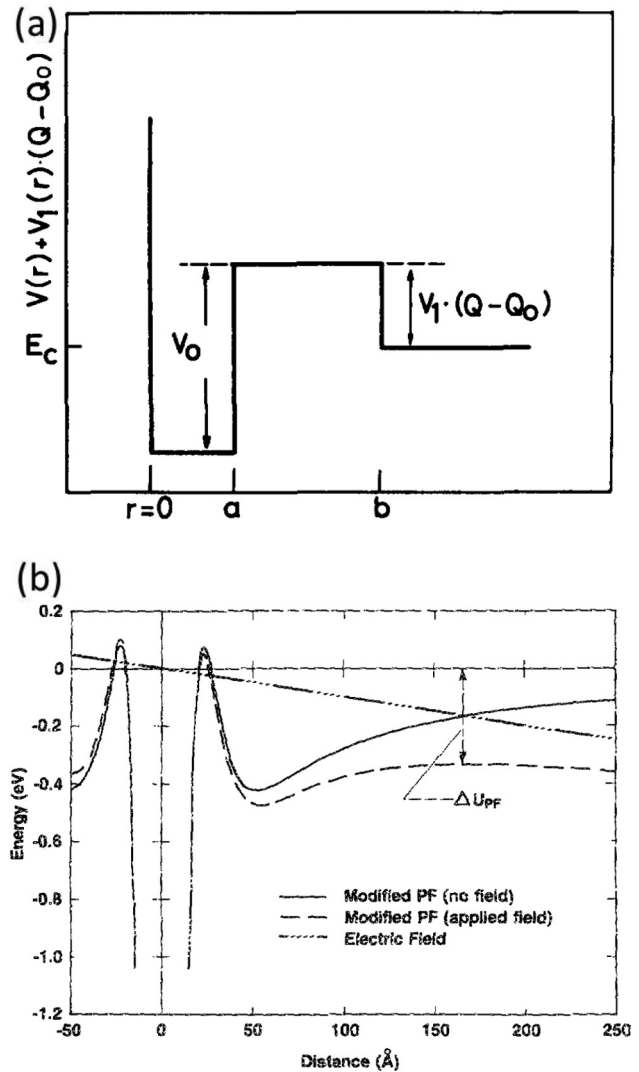 (a)
V(r)+V₁(r)·(Q−Q₀)
V₀
V₁·(Q−Q₀)
E_C
r=0
a
b
(b)
0.2
0
-0.2
-0.4
-0.6
-0.8
-1.0
-1.2
Energy (eV)
△U_PF
Modified PF (no field)
Modified PF (applied field)
Electric Field
-50
0
50
100
150
200
250
Distance (Å)